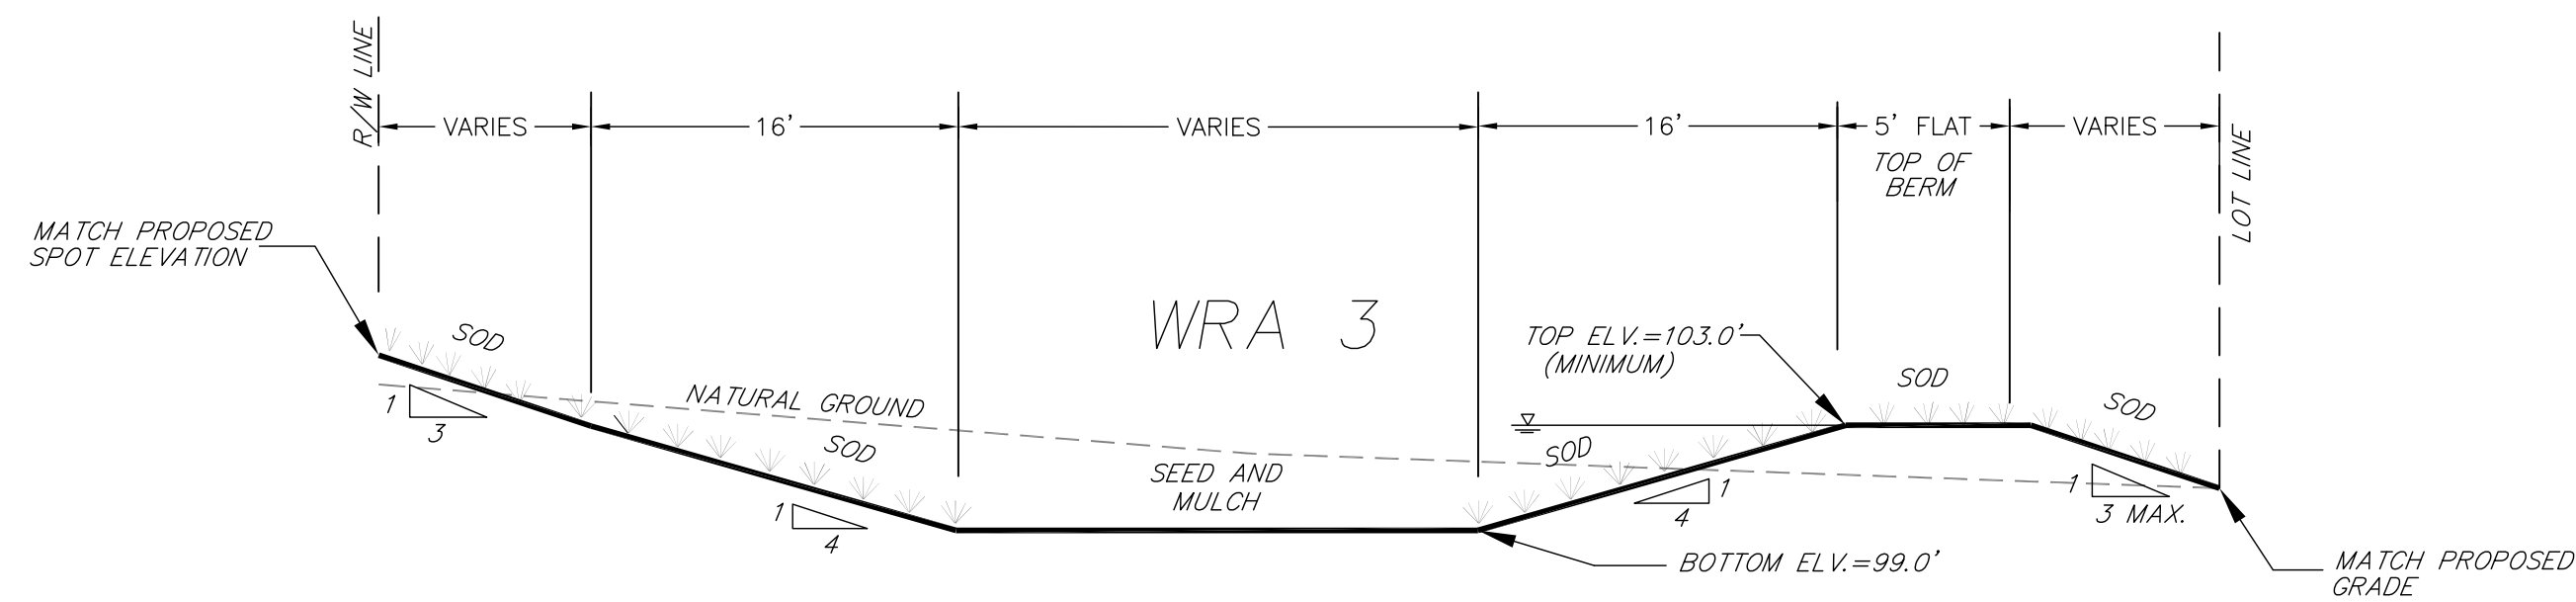 R/W LINE
VARIES
16'
VARIES
16'
5' FLAT
TOP OF
BERM
VARIES
LOT LINE
MATCH PROPOSED
SPOT ELEVATION
SOD
1
3
NATURAL GROUND
SOD
1
4
WRA 3
SEED AND
MULCH
TOP ELV.=103.0'
(MINIMUM)
SOD
1
4
BOTTOM ELV.=99.0'
SOD
SOD
1
3 MAX.
MATCH PROPOSED
GRADE